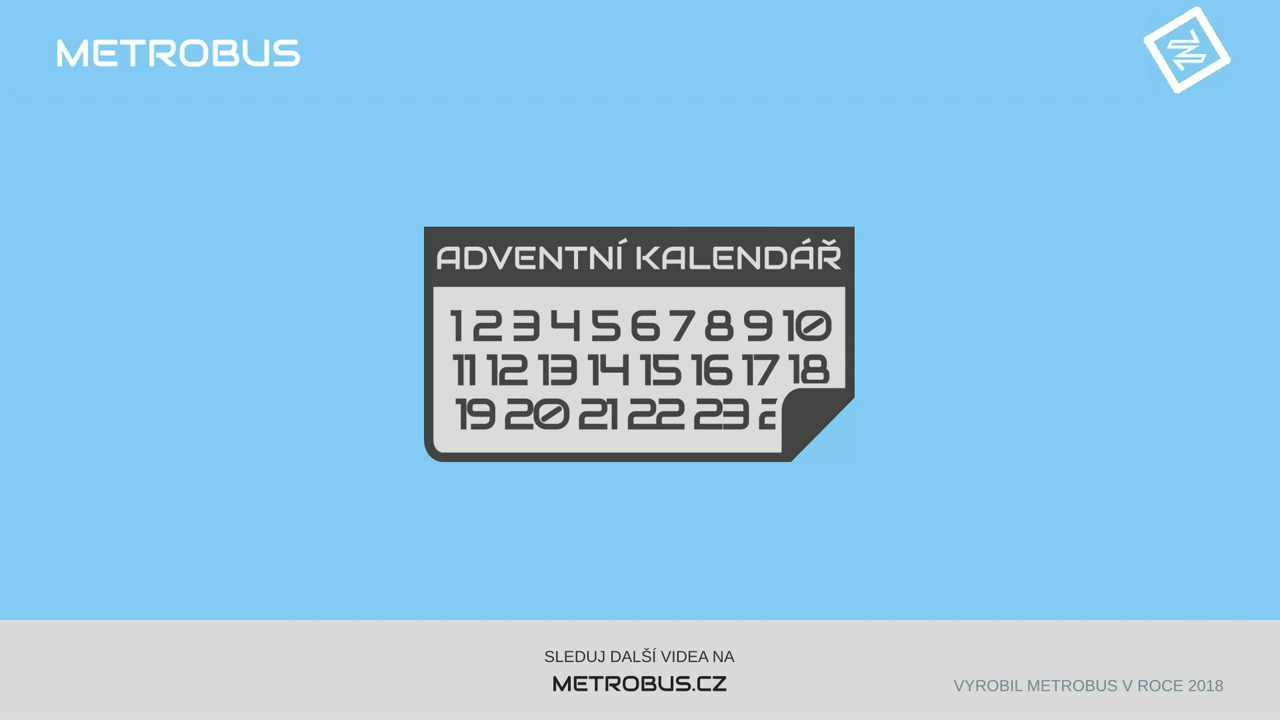 METROBUS
ADVENTNÍ KALENDÁŘ
1 2 3 4 5 6 7 8 9 10
11 12 13 14 15 16 17 18
19 20 21 22 23 2
SLEDUJ DALŠÍ VIDEA NA
METROBUS.CZ
VYROBIL METROBUS V ROCE 2018